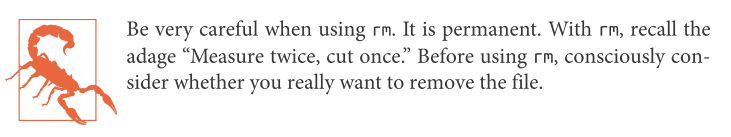 Be very careful when using rm. It is permanent. With rm, recall the
adage “Measure twice, cut once.” Before using rm, consciously con-
sider whether you really want to remove the file.